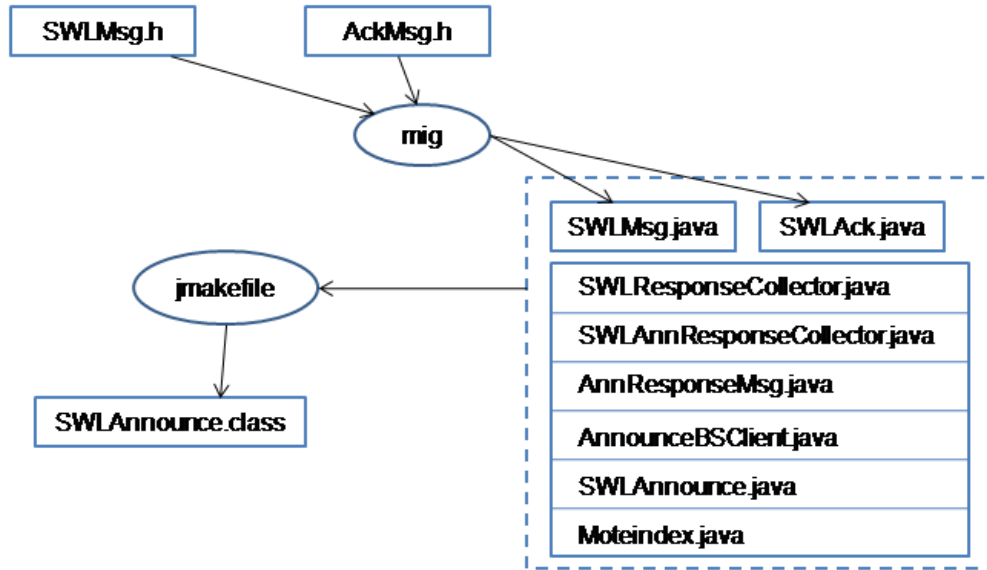 SWLMsg.h
AckMsg.h
mig
SWLMsg.java
SWLAck.java
jmakefile
SWLResponseCollector.java
SWLAnnResponseCollector.java
AnnResponseMsg.java
AnnounceBSClient.java
SWLAnnounce.java
Moteindex.java
SWLAnnounce.class